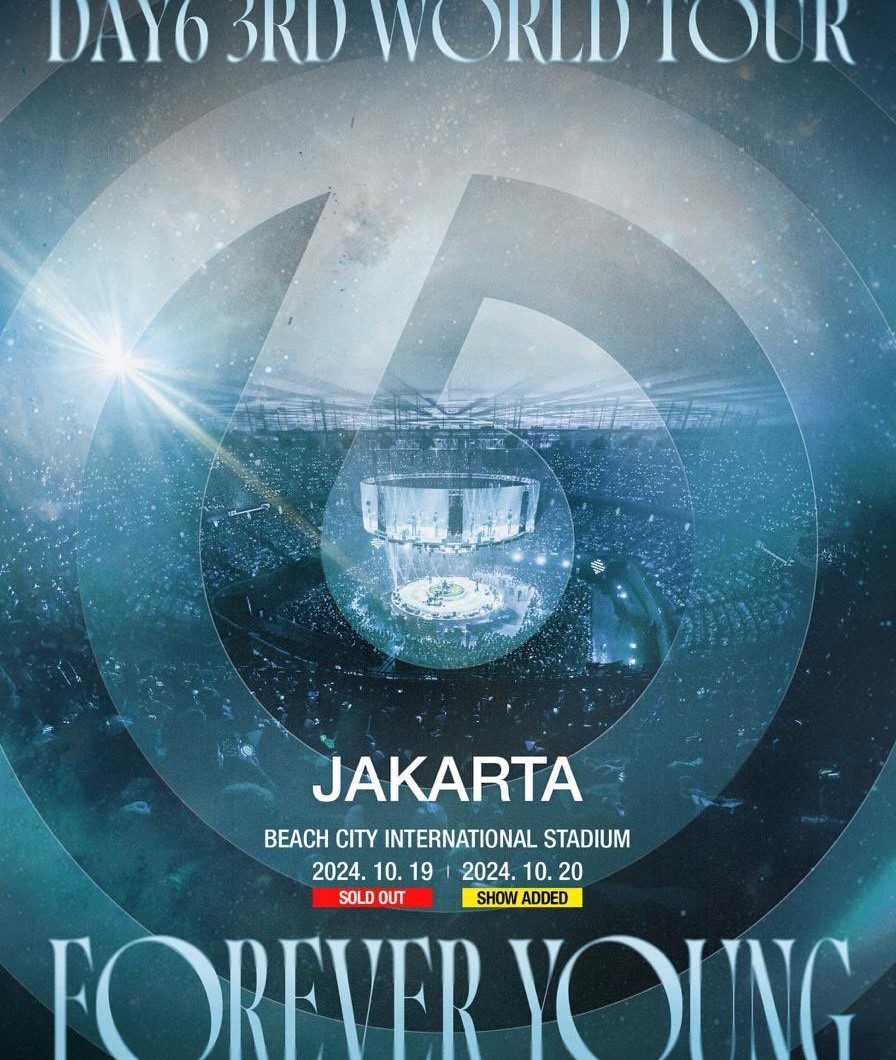 DAY6 3RD WORLD TOUR
JAKARTA
BEACH CITY INTERNATIONAL STADIUM
2024. 10. 19 | 2024. 10. 20
SOLD OUT SHOW ADDED
FOREVER YOUNG